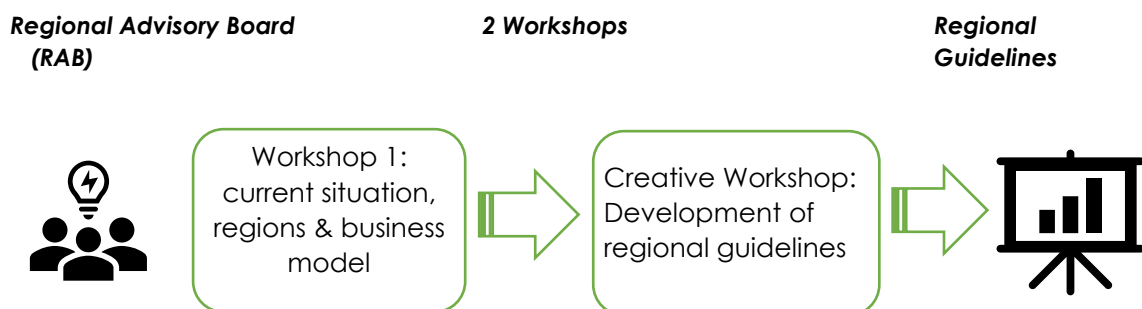 Regional Advisory Board
(RAB)
2 Workshops
Regional
Guidelines
Workshop 1:
current situation,
regions & business
model
Creative Workshop:
Development of
regional guidelines